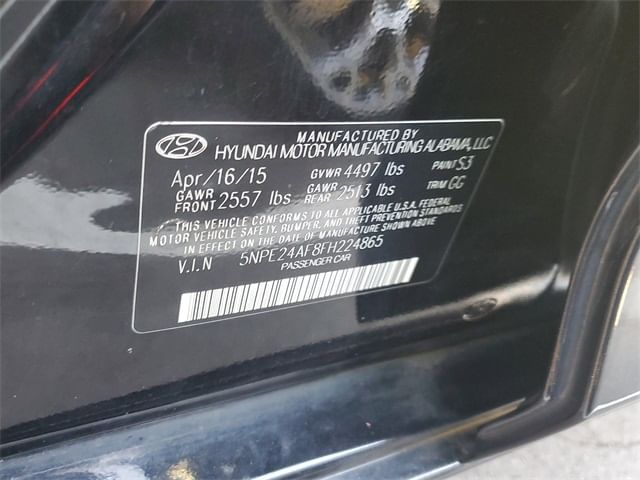 MANUFACTURED BY
HYUNDAI MOTOR MANUFACTURING ALABAMA, LLC
Apr/16/15 GVWR 4497 lbs PAINT S3
GAWR FRONT 2557 lbs GAWR REAR 2513 lbs TRIM GG
THIS VEHICLE CONFORMS TO ALL APPLICABLE U.S.A. FEDERAL
MOTOR VEHICLE SAFETY, BUMPER, AND THEFT PREVENTION STANDARDS
IN EFFECT ON THE DATE OF MANUFACTURE SHOWN ABOVE
V.I.N 5NPE24AF8FH224865
PASSENGER CAR